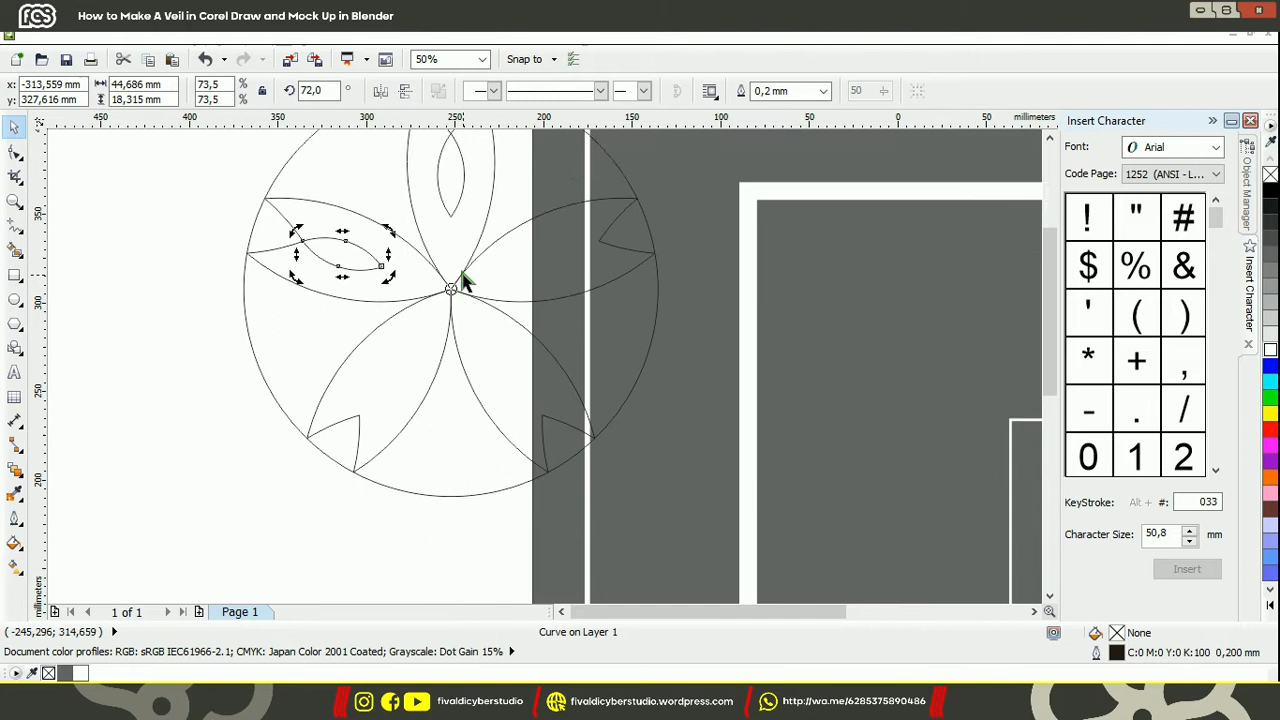 fcs How to Make A Veil in Corel Draw and Mock Up in Blender
50% Snap to
x: -313,559 mm 44,686 mm 73,5 % 72,0 ° 0,2 mm 50
y: 327,616 mm 18,315 mm 73,5 %
450 400 350 300 250 200 150 100 50 0 50 millimeters
350
300
250
200
millimeters
Insert Character
Font: O Arial
Code Page: 1252 (ANSI - L...
! " #
$ % &
' ( )
* + ,
- . /
0 1 2
KeyStroke: Alt + #: 033
Character Size: 50,8 mm
Insert
Object Manager
Insert Character
1 of 1 Page 1
(-245,296; 314,659) Curve on Layer 1 None
Document color profiles: RGB: sRGB IEC61966-2.1; CMYK: Japan Color 2001 Coated; Grayscale: Dot Gain 15% C:0 M:0 Y:0 K:100 0,200 mm
fivaldicyberstudio fivaldicyberstudio.wordpress.com http://wa.me/6285375890486